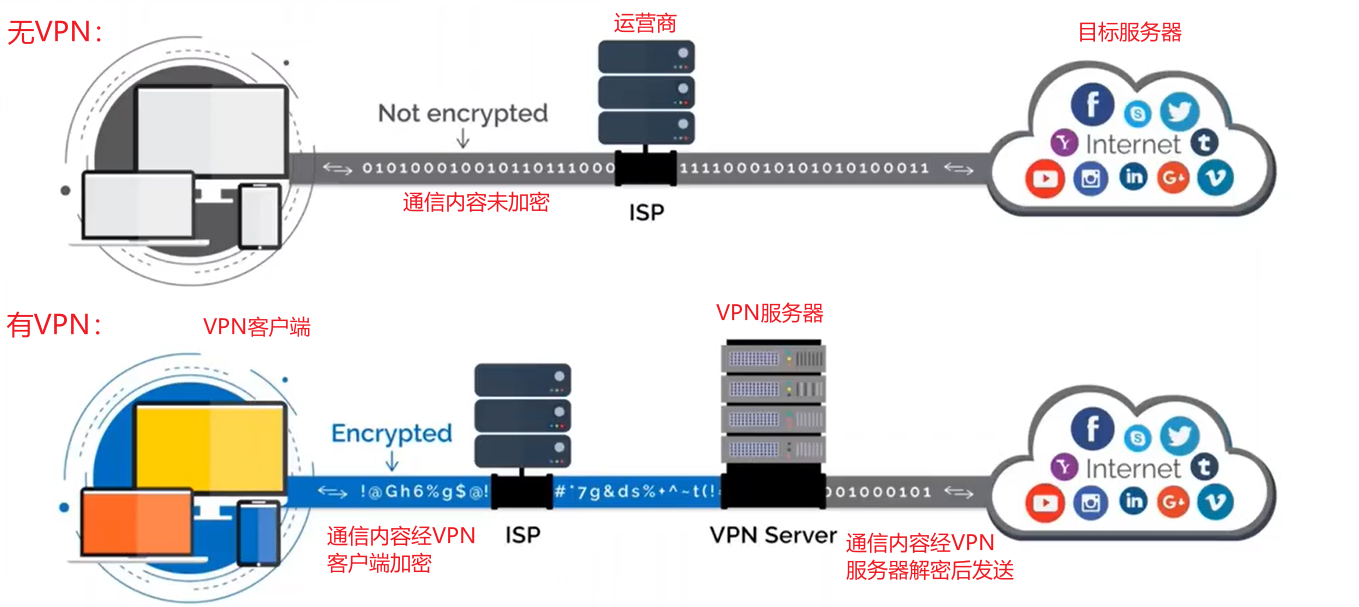 无VPN：
运营商
目标服务器
Not encrypted
Internet
0101000100101101110001111000101010101000011
通信内容未加密
ISP
有VPN：
VPN客户端
VPN服务器
Encrypted
Internet
!@Gh6%g$@!
#*7g&ds%+^~t(!=
001000101
ISP
VPN Server
通信内容经VPN
客户端加密
通信内容经VPN
服务器解密后发送